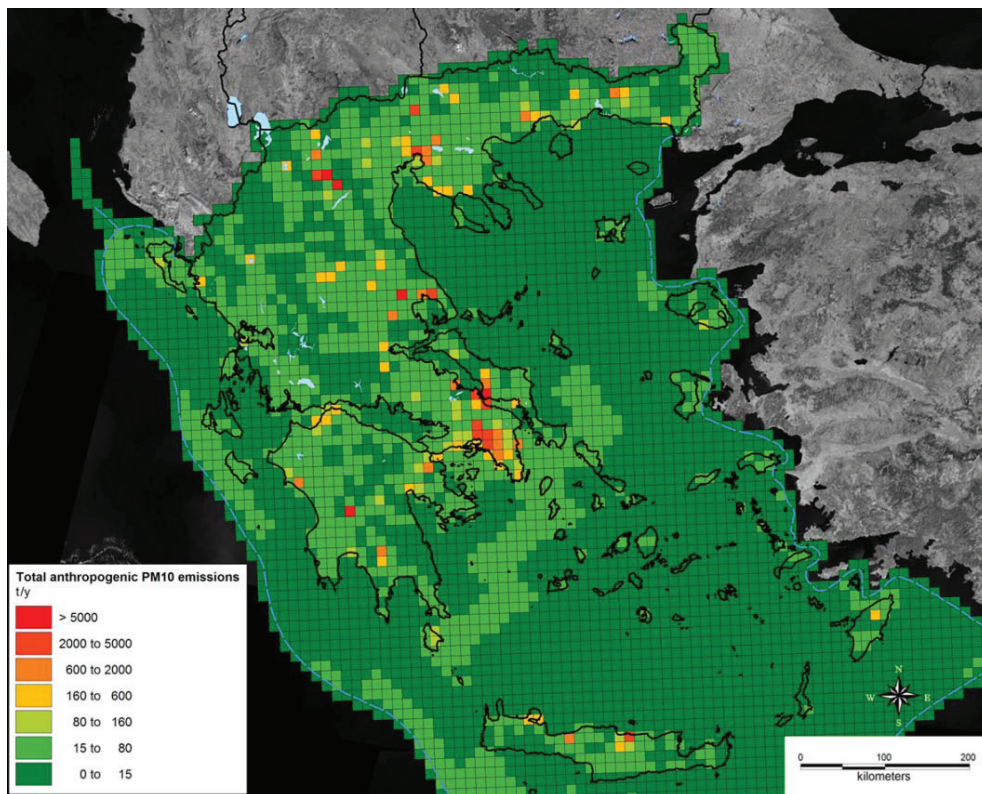 Total anthropogenic PM10 emissions
t/y
> 5000
2000 to 5000
600 to 2000
160 to 600
80 to 160
15 to 80
0 to 15
N
W E
S
0 100 200
kilometers